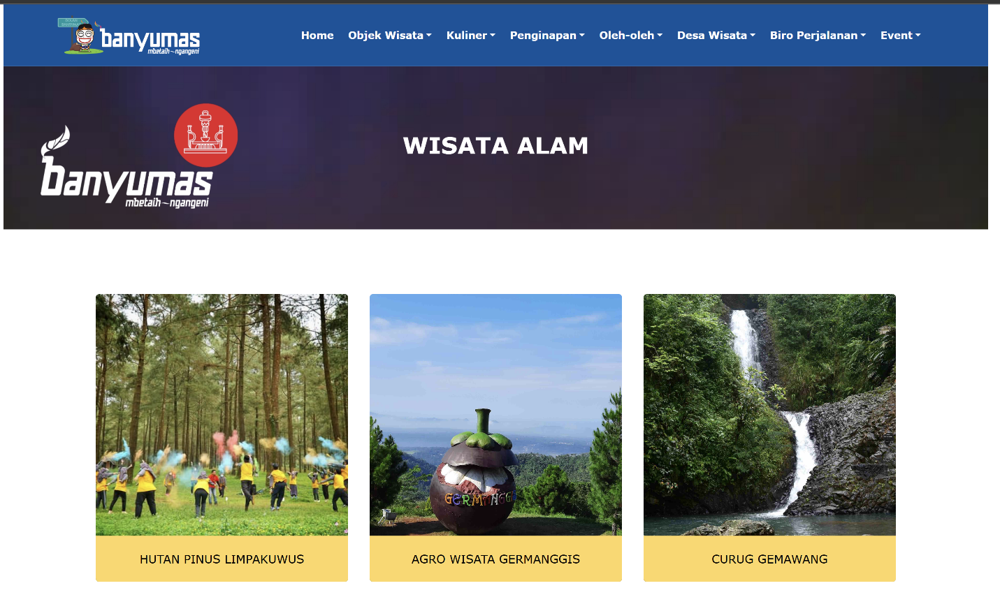 banyumas
mbetaih~ngangeni
Home Objek Wisata Kuliner Penginapan Oleh-oleh Desa Wisata Biro Perjalanan Event
WISATA ALAM
banyumas
mbetaih~ngangeni
GERMANGGIS
HUTAN PINUS LIMPAKUWUS
AGRO WISATA GERMANGGIS
CURUG GEMAWANG